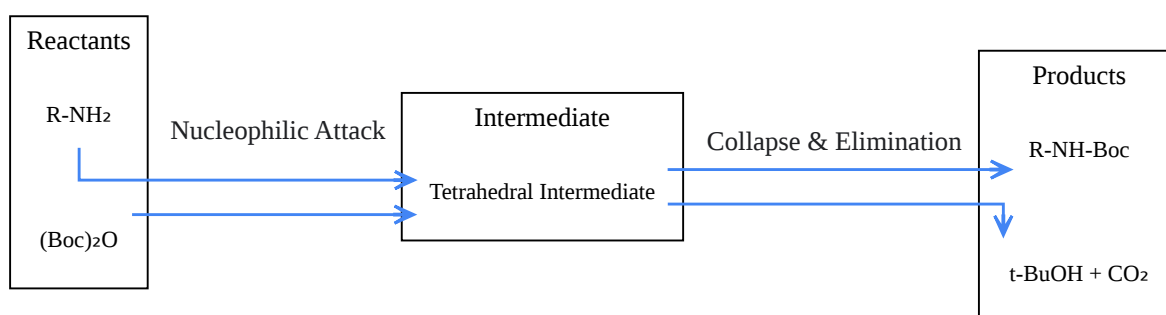 Reactants
R-NH₂
(Boc)₂O
Nucleophilic Attack
Intermediate
Tetrahedral Intermediate
Collapse & Elimination
Products
R-NH-Boc
t-BuOH + CO₂